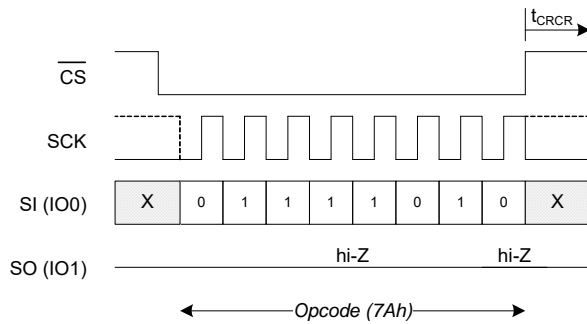 tCRCR
CS
SCK
SI (IO0) X 0 1 1 1 1 0 1 0 X
hi-Z hi-Z
SO (IO1)
Opcode (7Ah)